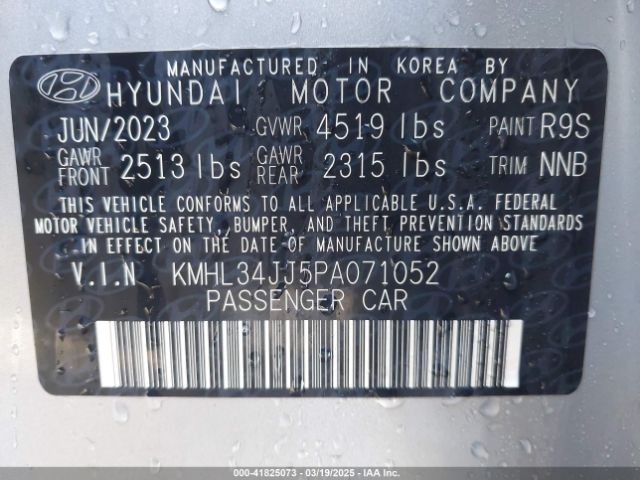 MANUFACTURED IN KOREA BY
HYUNDAI MOTOR COMPANY
JUN/2023 GVWR 4519 lbs PAINT R9S
GAWR FRONT 2513 lbs GAWR REAR 2315 lbs TRIM NNB
THIS VEHICLE CONFORMS TO ALL APPLICABLE U.S.A. FEDERAL
MOTOR VEHICLE SAFETY, BUMPER, AND THEFT PREVENTION STANDARDS
IN EFFECT ON THE DATE OF MANUFACTURE SHOWN ABOVE.
V.I.N KMHL34JJ5PA071052
PASSENGER CAR
000-41825073 - 03/19/2025 - IAAI.COM